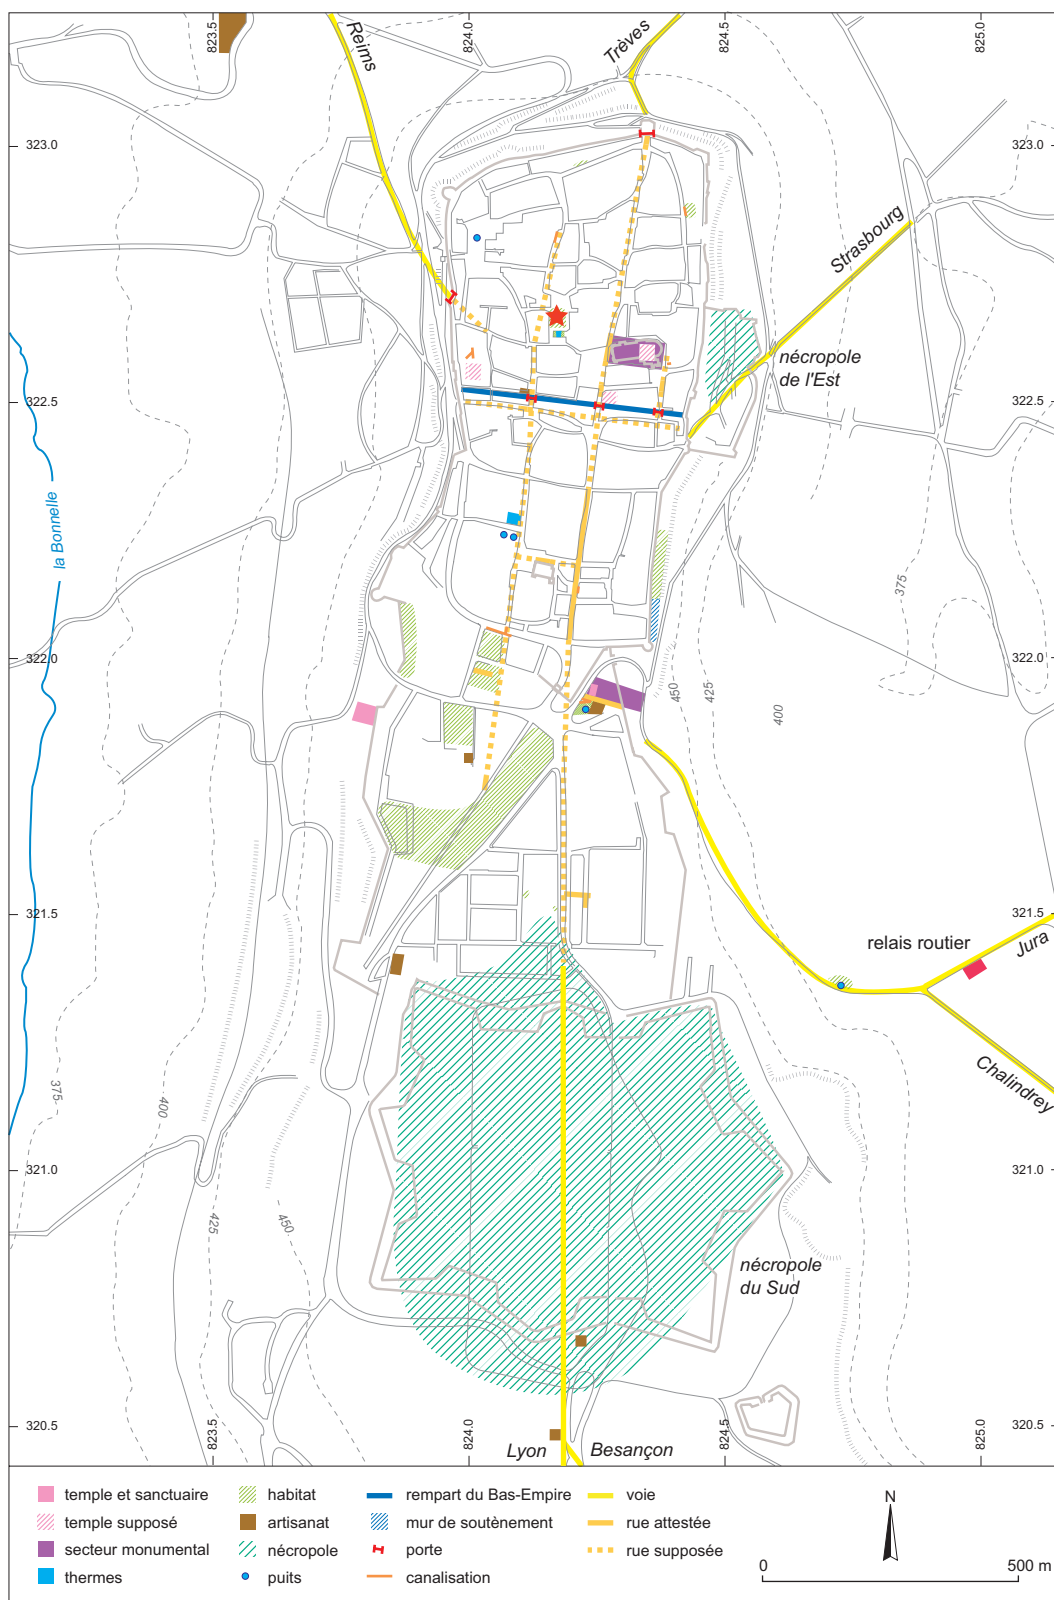 823.5
824.0
824.5
825.0
Reims
Trèves
323.0
323.0
Strasbourg
nécropole
de l'Est
322.5
322.5
la Bonnelle
375
322.0
322.0
450
425
400
321.5
321.5
relais routier
Jura
Chalindrey
375
400
321.0
321.0
425
450
nécropole
du Sud
320.5
320.5
823.5
824.0
824.5
825.0
Lyon
Besançon
temple et sanctuaire
temple supposé
secteur monumental
thermes
habitat
artisanat
nécropole
puits
rempart du Bas-Empire
mur de soutènement
porte
canalisation
voie
rue attestée
rue supposée
N
0
500 m